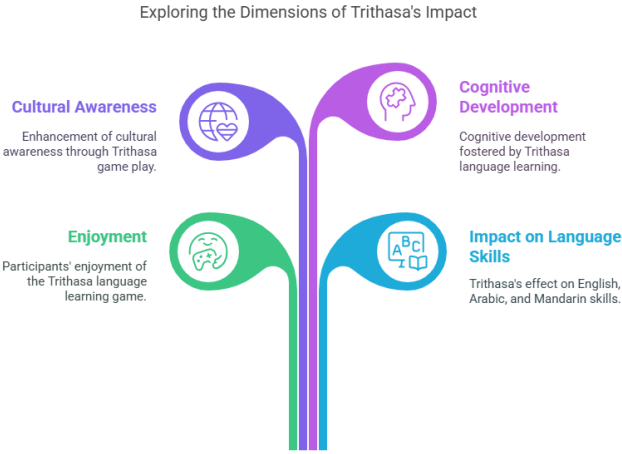 Exploring the Dimensions of Trithasa's Impact
Cultural Awareness
Enhancement of cultural
awareness through Trithasa
game play.
Cognitive
Development
Cognitive development
fostered by Trithasa
language learning.
Enjoyment
Participants' enjoyment of
the Trithasa language
learning game.
Impact on Language
Skills
Trithasa's effect on English,
Arabic, and Mandarin skills.
A
B
C